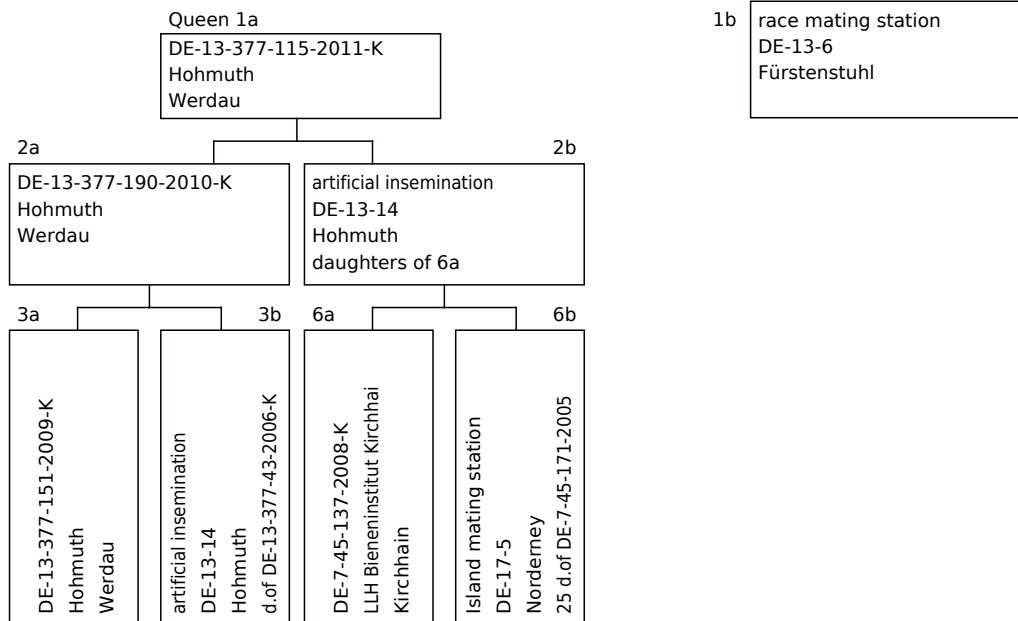 Queen 1a
DE-13-377-115-2011-K
Hohmuth
Werdau
1b
race mating station
DE-13-6
Fürstenstuhl
2a
DE-13-377-190-2010-K
Hohmuth
Werdau
2b
artificial insemination
DE-13-14
Hohmuth
daughters of 6a
3a
DE-13-377-151-2009-K
Hohmuth
Werdau
3b
artificial insemination
DE-13-14
Hohmuth
d.of DE-13-377-43-2006-K
6a
DE-7-45-137-2008-K
LLH Bieneninstitut Kirchhai
Kirchhain
6b
Island mating station
DE-17-5
Norderney
25 d.of DE-7-45-171-2005